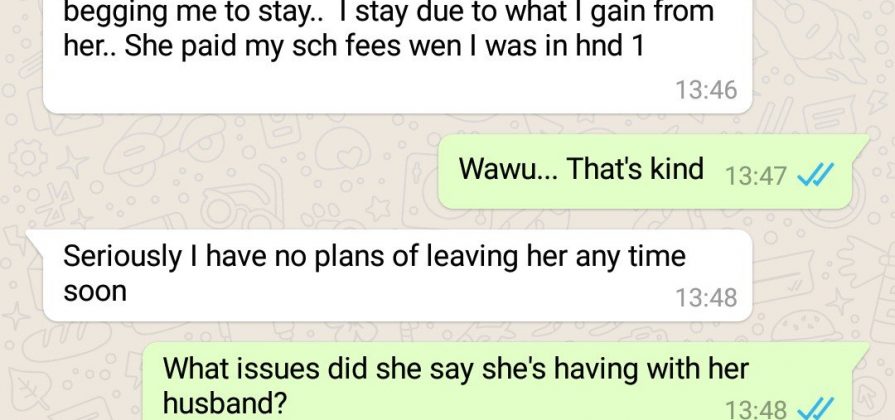 begging me to stay.. I stay due to what I gain from
her.. She paid my sch fees wen I was in hnd 1
13:46
Wawu... That's kind 13:47
Seriously I have no plans of leaving her any time
soon
13:48
What issues did she say she's having with her
husband?
13:48